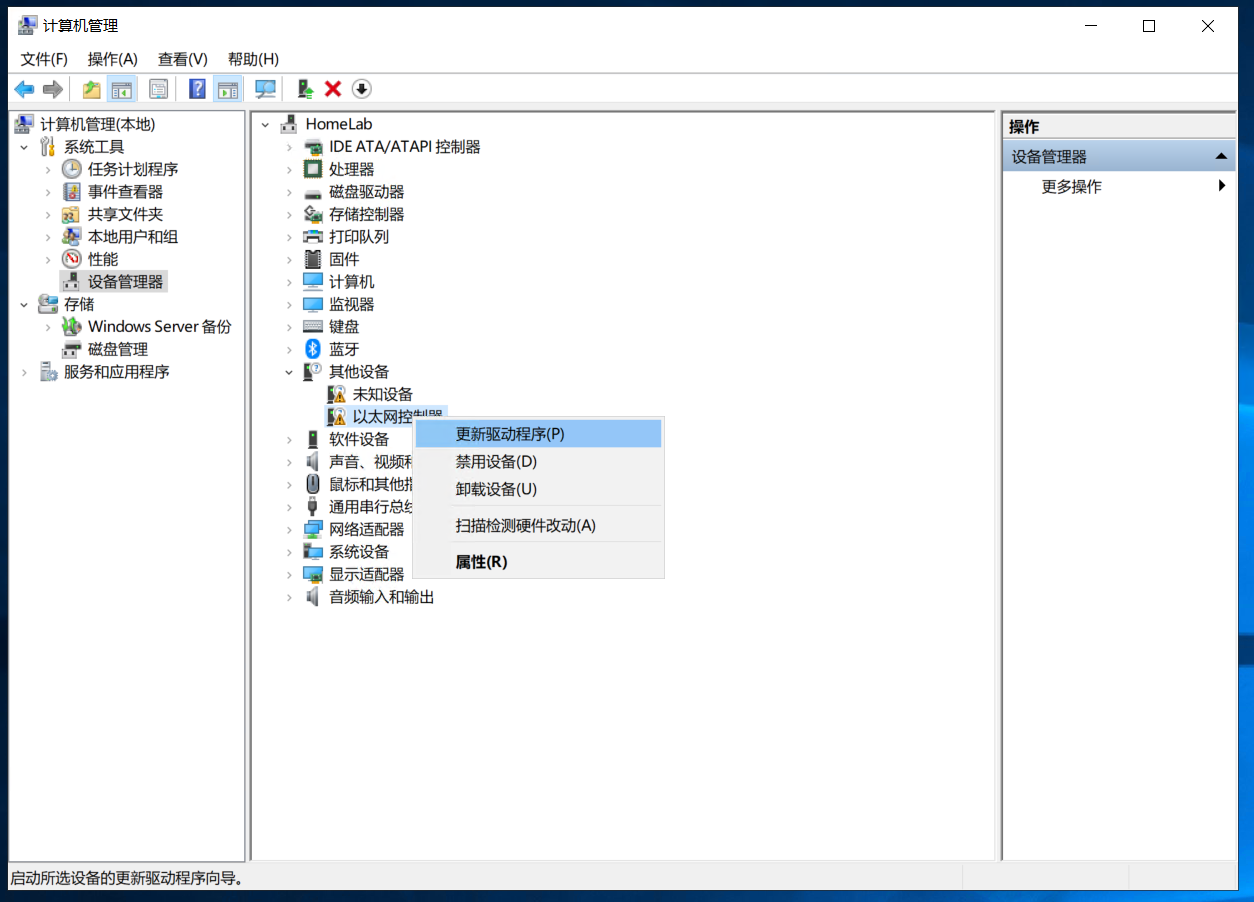 计算机管理
文件(F) 操作(A) 查看(V) 帮助(H)
计算机管理(本地)
系统工具
任务计划程序
事件查看器
共享文件夹
本地用户和组
性能
设备管理器
存储
Windows Server 备份
磁盘管理
服务和应用程序
HomeLab
IDE ATA/ATAPI 控制器
处理器
磁盘驱动器
存储控制器
打印队列
固件
计算机
监视器
键盘
蓝牙
其他设备
未知设备
以太网控制器
软件设备
声音、视频和
鼠标和其他指
通用串行总线
网络适配器
系统设备
显示适配器
音频输入和输出
更新驱动程序(P)
禁用设备(D)
卸载设备(U)
扫描检测硬件改动(A)
属性(R)
操作
设备管理器
更多操作
启动所选设备的更新驱动程序向导。